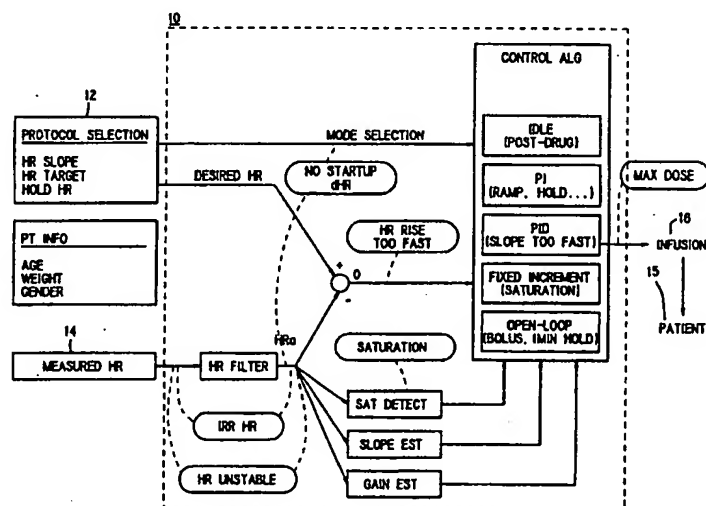 10
CONTROL ALG
12
PROTOCOL SELECTION
HR SLOPE
HR TARGET
HOLD HR
MODE SELECTION
DESIRED HR
NO STARTUP
dHR
IDLE
(POST-DRUG)
PI
(RAMP, HOLD...)
PID
(SLOPE TOO FAST)
FIXED INCREMENT
(SATURATION)
OPEN-LOOP
(BOLUS, 1MIN HOLD)
MAX DOSE
16
INFUSION
15
PATIENT
PT INFO
AGE
WEIGHT
GENDER
HR RISE
TOO FAST
+
0
-
14
MEASURED HR
HR FILTER
HRa
SATURATION
SAT DETECT
IRR HR
SLOPE EST
HR UNSTABLE
GAIN EST